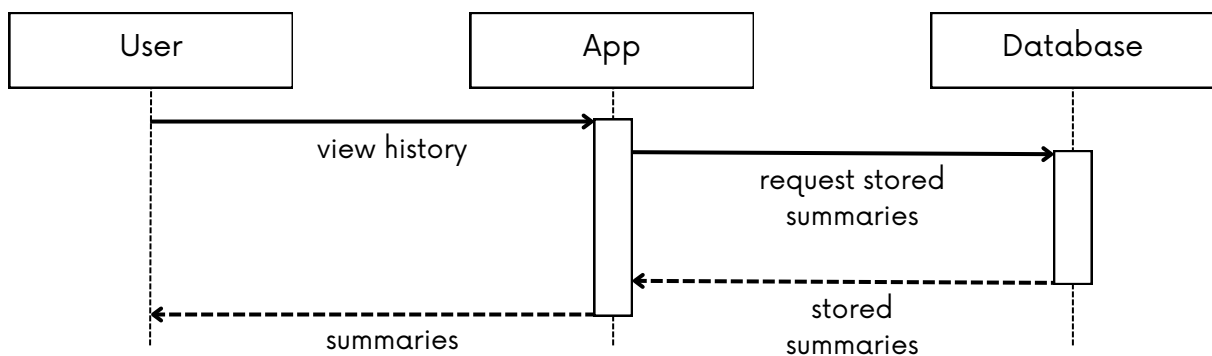 User
App
Database
view history
request stored
summaries
stored
summaries
summaries